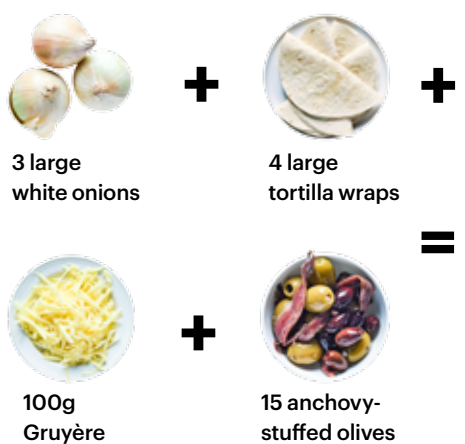 3 large
white onions
+
4 large
tortilla wraps
+
100g
Gruyère
+
15 anchovy-
stuffed olives
=